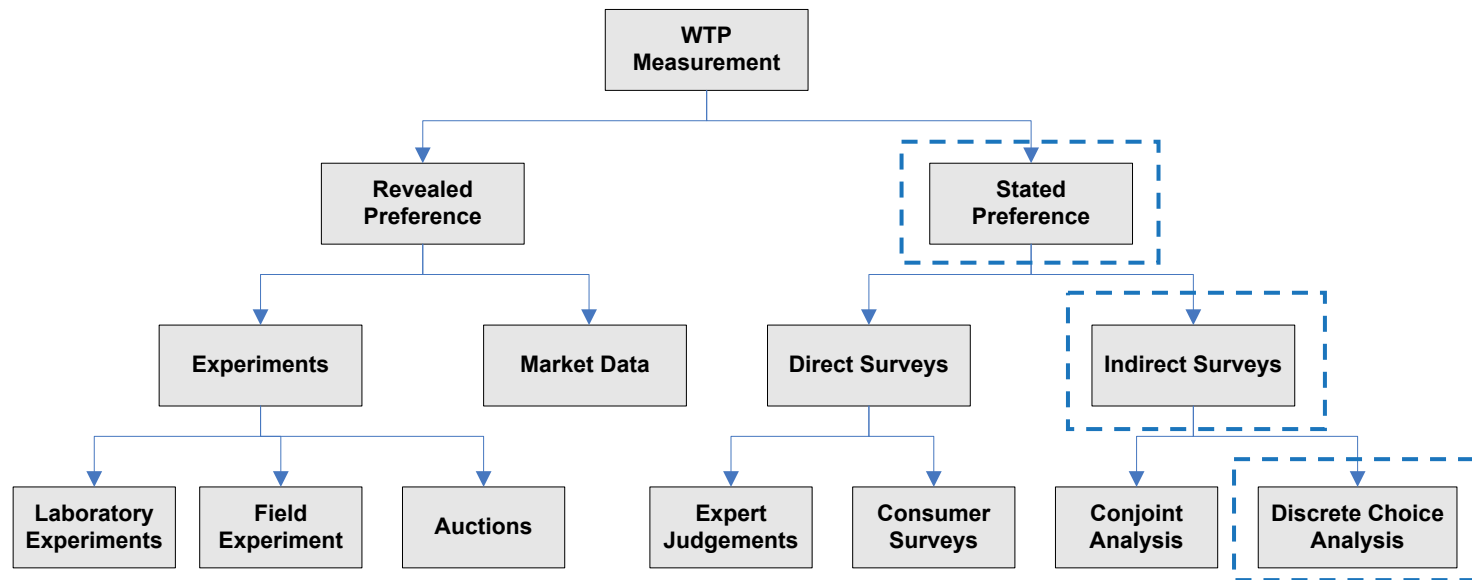 WTP
Measurement
Revealed
Preference
Stated
Preference
Experiments
Market Data
Direct Surveys
Indirect Surveys
Laboratory
Experiments
Field
Experiment
Auctions
Expert
Judgements
Consumer
Surveys
Conjoint
Analysis
Discrete Choice
Analysis